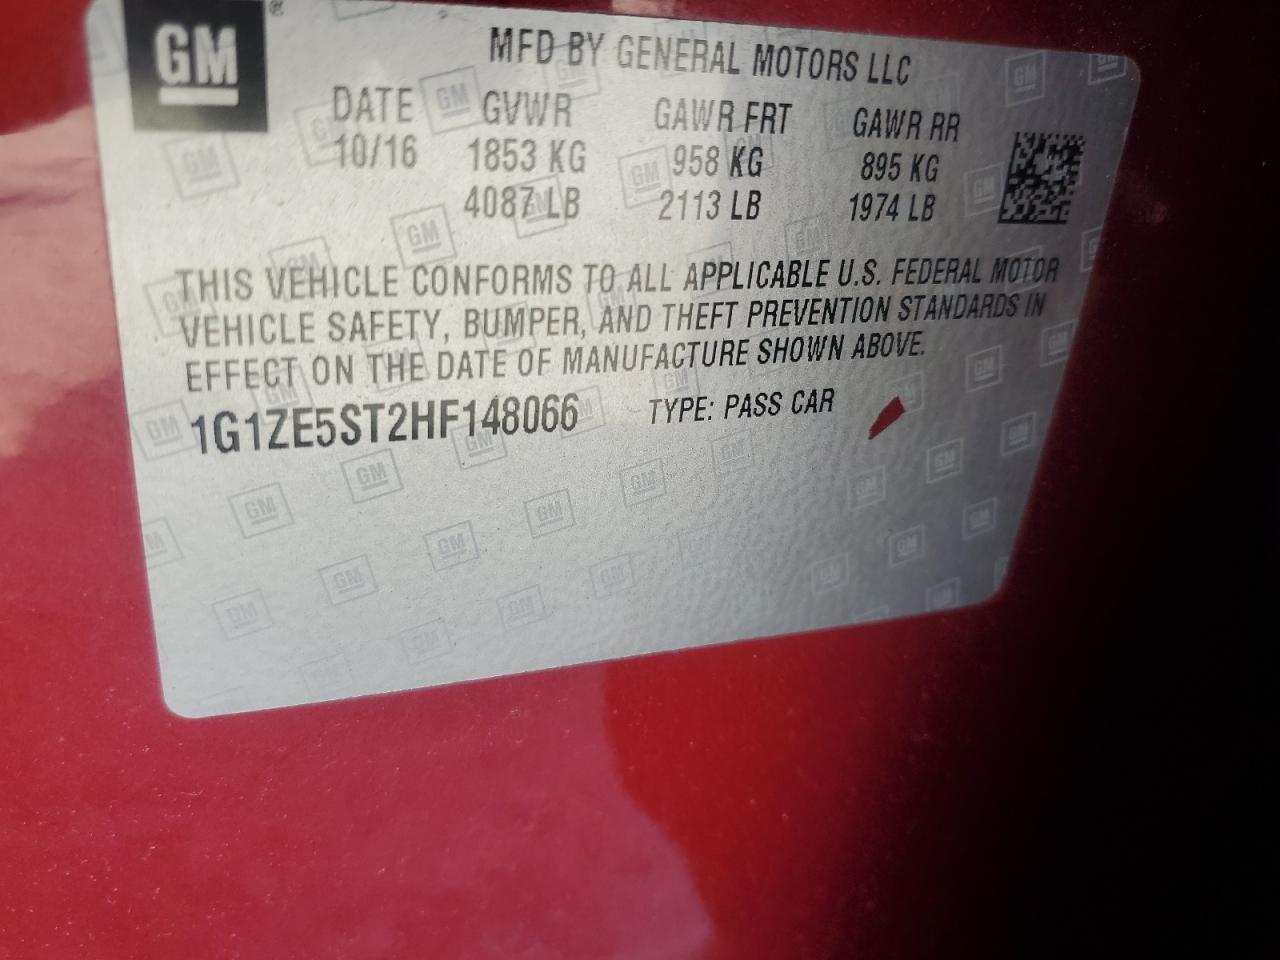 GM
MFD BY GENERAL MOTORS LLC
DATE GVWR GAWR FRT GAWR RR
10/16 1853 KG 958 KG 895 KG
4087 LB 2113 LB 1974 LB
THIS VEHICLE CONFORMS TO ALL APPLICABLE U.S. FEDERAL MOTOR
VEHICLE SAFETY, BUMPER, AND THEFT PREVENTION STANDARDS IN
EFFECT ON THE DATE OF MANUFACTURE SHOWN ABOVE.
1G1ZE5ST2HF148066 TYPE: PASS CAR